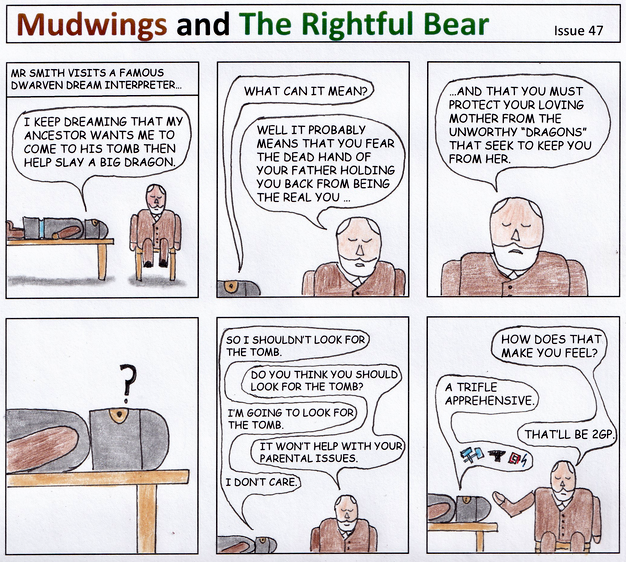 Mudwings and The Rightful Bear
Issue 47
MR SMITH VISITS A FAMOUS
DWARVEN DREAM INTERPRETER...
I KEEP DREAMING THAT MY
ANCESTOR WANTS ME TO
COME TO HIS TOMB THEN
HELP SLAY A BIG DRAGON.
WHAT CAN IT MEAN?
WELL IT PROBABLY
MEANS THAT YOU FEAR
THE DEAD HAND OF
YOUR FATHER HOLDING
YOU BACK FROM BEING
THE REAL YOU ...
...AND THAT YOU MUST
PROTECT YOUR LOVING
MOTHER FROM THE
UNWORTHY "DRAGONS"
THAT SEEK TO KEEP YOU
FROM HER.
?
SO I SHOULDN'T LOOK FOR
THE TOMB.
DO YOU THINK YOU SHOULD
LOOK FOR THE TOMB?
I'M GOING TO LOOK FOR
THE TOMB.
IT WON'T HELP WITH YOUR
PARENTAL ISSUES.
I DON'T CARE.
HOW DOES THAT
MAKE YOU FEEL?
A TRIFLE
APPREHENSIVE.
THAT'LL BE 2GP.